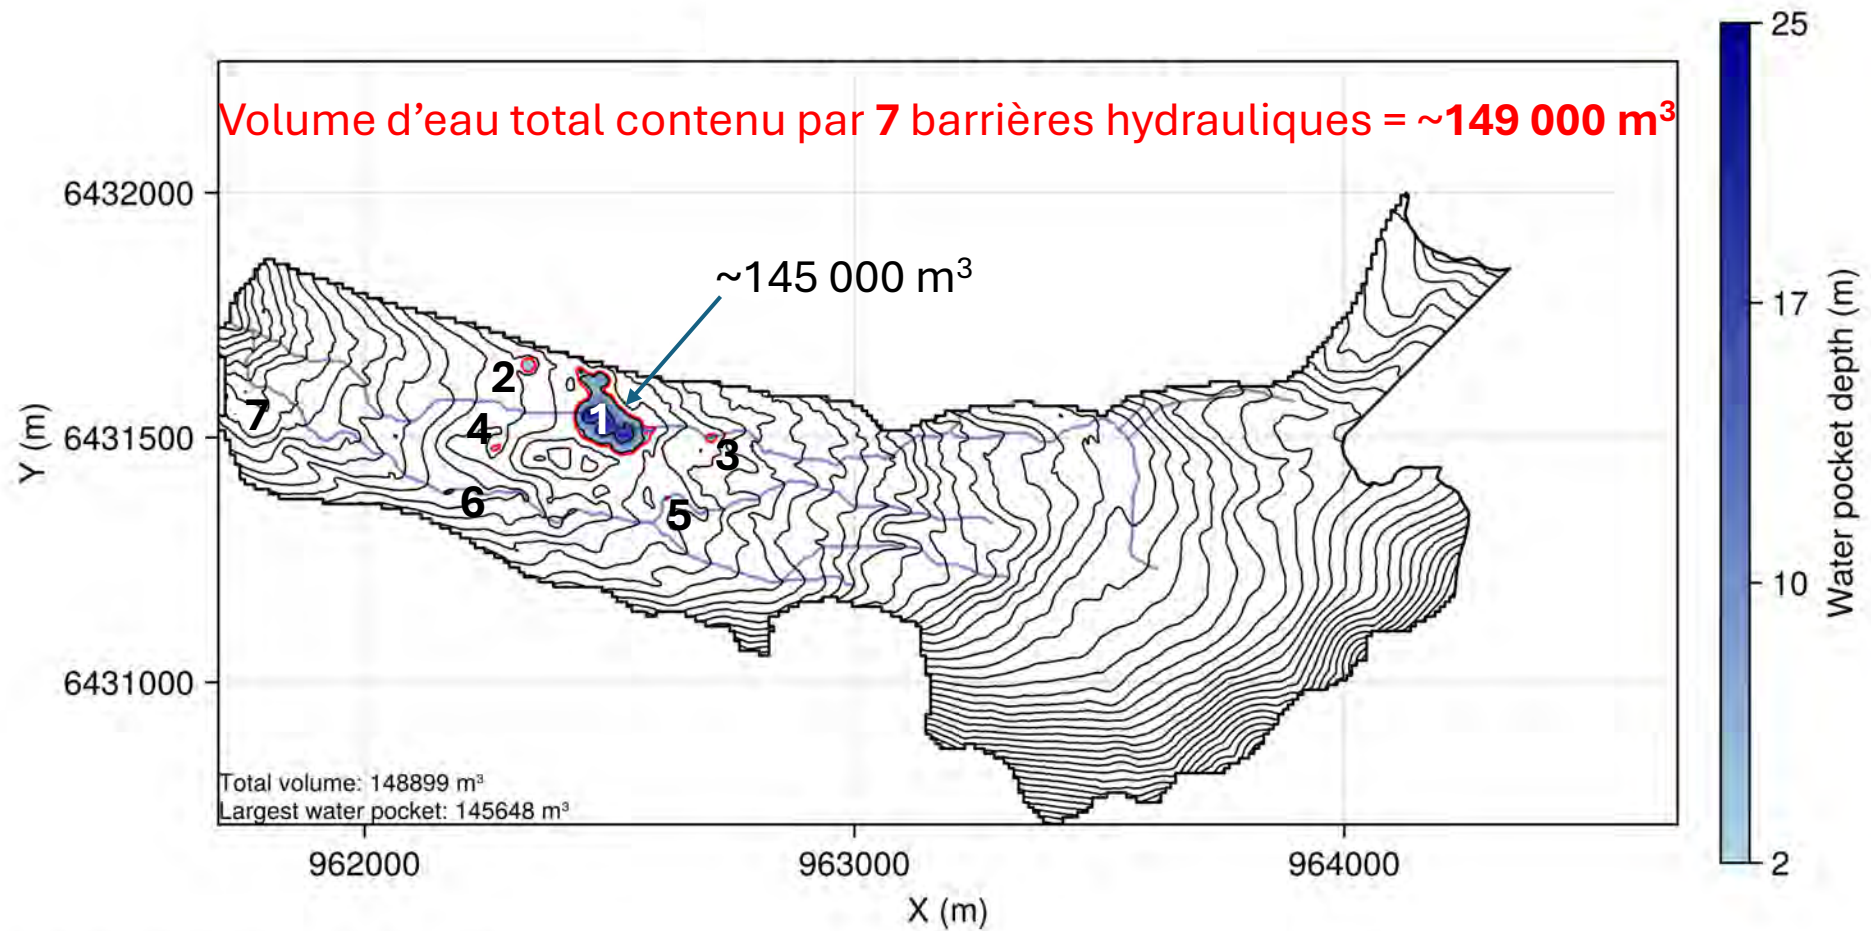 Volume d’eau total contenu par 7 barrières hydrauliques = ~149 000 m³
~145 000 m³
1
2
3
4
5
6
7
Total volume: 148899 m³
Largest water pocket: 145648 m³
6432000
6431500
6431000
Y (m)
962000
963000
964000
X (m)
25
17
10
2
Water pocket depth (m)